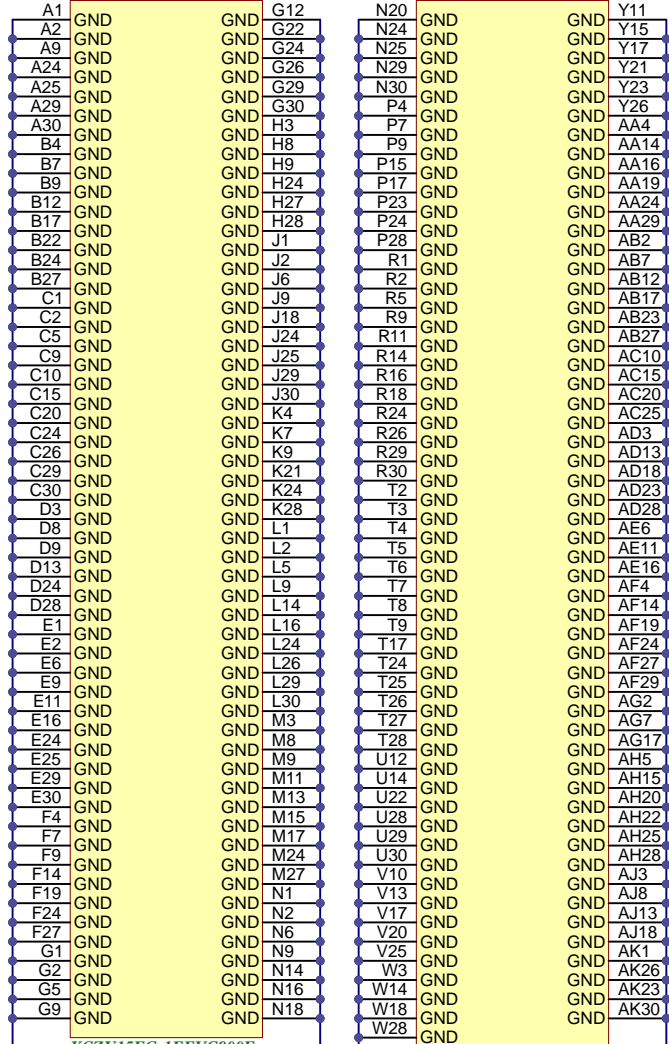 A1 GND GND G12 N20 GND GND Y11
A2 GND GND G22 N24 GND GND Y15
A9 GND GND G24 N25 GND GND Y17
A24 GND GND G26 N29 GND GND Y21
A25 GND GND G29 N30 GND GND Y23
A29 GND GND G30 P4 GND GND Y26
A30 GND GND H3 P7 GND GND AA4
B4 GND GND H8 P9 GND GND AA14
B7 GND GND H9 P15 GND GND AA16
B9 GND GND H24 P17 GND GND AA19
B12 GND GND H27 P23 GND GND AA24
B17 GND GND H28 P24 GND GND AA29
B22 GND GND J1 P28 GND GND AB2
B24 GND GND J2 R1 GND GND AB7
B27 GND GND J6 R2 GND GND AB12
C1 GND GND J9 R5 GND GND AB17
C2 GND GND J18 R9 GND GND AB23
C5 GND GND J24 R11 GND GND AB27
C9 GND GND J25 R14 GND GND AC10
C10 GND GND J29 R16 GND GND AC15
C15 GND GND J30 R18 GND GND AC20
C20 GND GND K4 R24 GND GND AC25
C24 GND GND K7 R26 GND GND AD3
C26 GND GND K9 R29 GND GND AD13
C29 GND GND K21 R30 GND GND AD18
C30 GND GND K24 T2 GND GND AD23
D3 GND GND K28 T3 GND GND AD28
D8 GND GND L1 T4 GND GND AE6
D9 GND GND L2 T5 GND GND AE11
D13 GND GND L5 T6 GND GND AE16
D24 GND GND L9 T7 GND GND AF4
D28 GND GND L14 T8 GND GND AF14
E1 GND GND L16 T9 GND GND AF19
E2 GND GND L24 T17 GND GND AF24
E6 GND GND L26 T24 GND GND AF27
E9 GND GND L29 T25 GND GND AF29
E11 GND GND L30 T26 GND GND AG2
E16 GND GND M3 T27 GND GND AG7
E24 GND GND M8 T28 GND GND AG17
E25 GND GND M9 U12 GND GND AH5
E29 GND GND M11 U14 GND GND AH15
E30 GND GND M13 U22 GND GND AH20
F4 GND GND M15 U28 GND GND AH22
F7 GND GND M17 U29 GND GND AH25
F9 GND GND M24 U30 GND GND AH28
F14 GND GND M27 V10 GND GND AJ3
F19 GND GND N1 V13 GND GND AJ8
F24 GND GND N2 V17 GND GND AJ13
F27 GND GND N6 V20 GND GND AJ18
G1 GND GND N9 V25 GND GND AK1
G2 GND GND N14 W3 GND GND AK26
G5 GND GND N16 W14 GND GND AK23
G9 GND GND N18 W18 GND GND AK30
W28 GND